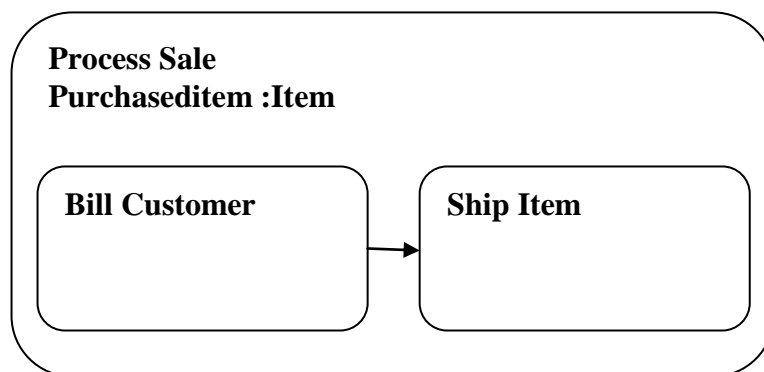 Process Sale
Purchaseditem :Item
Bill Customer
Ship Item